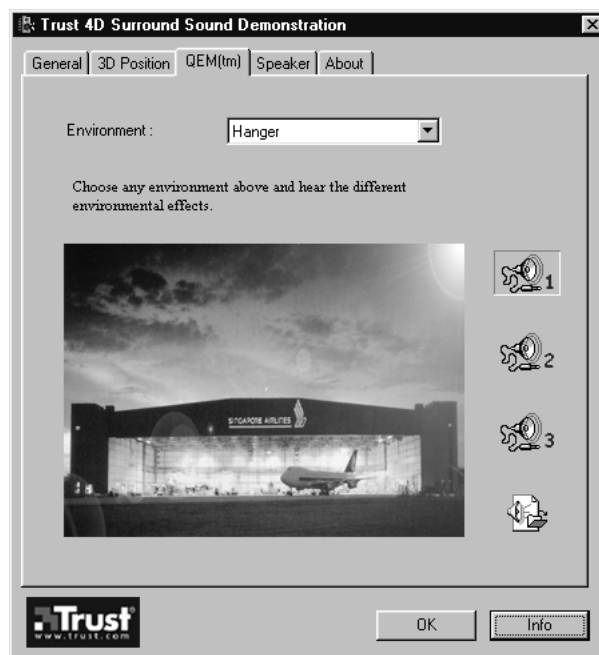 Trust 4D Surround Sound Demonstration
General 3D Position QEM(tm) Speaker About
Environment : Hanger
Choose any environment above and hear the different
environmental effects.
SINGAPORE AIRLINES
1
2
3
Trust
www.trust.com
OK Info